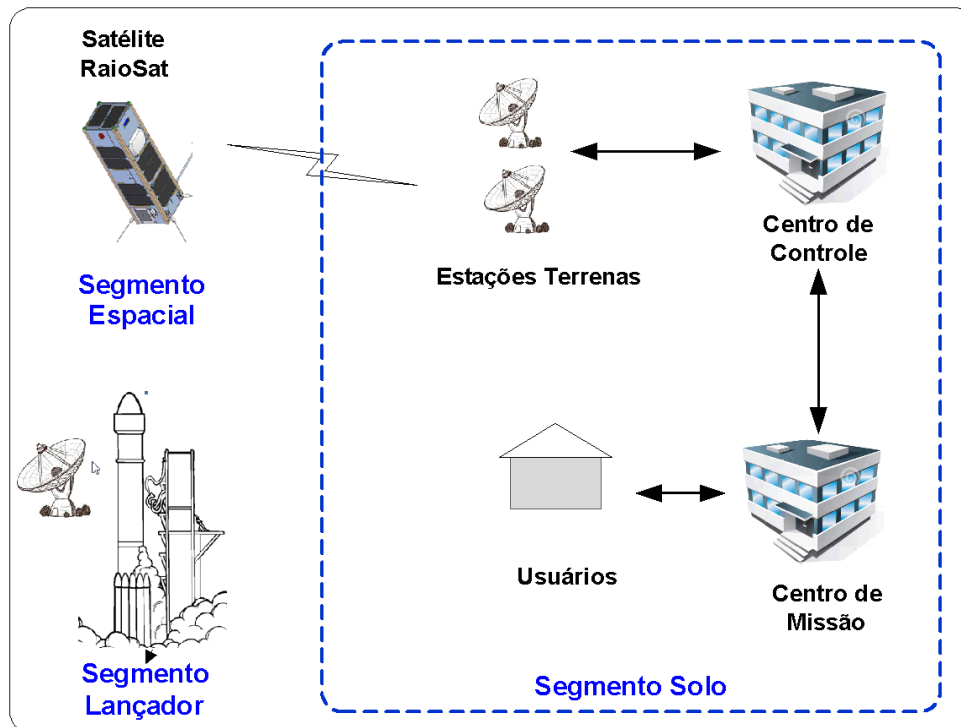 Satélite
RaioSat
Segmento
Espacial
Estações Terrenas
Centro de
Controle
Usuários
Centro de
Missão
Segmento
Lançador
Segmento Solo